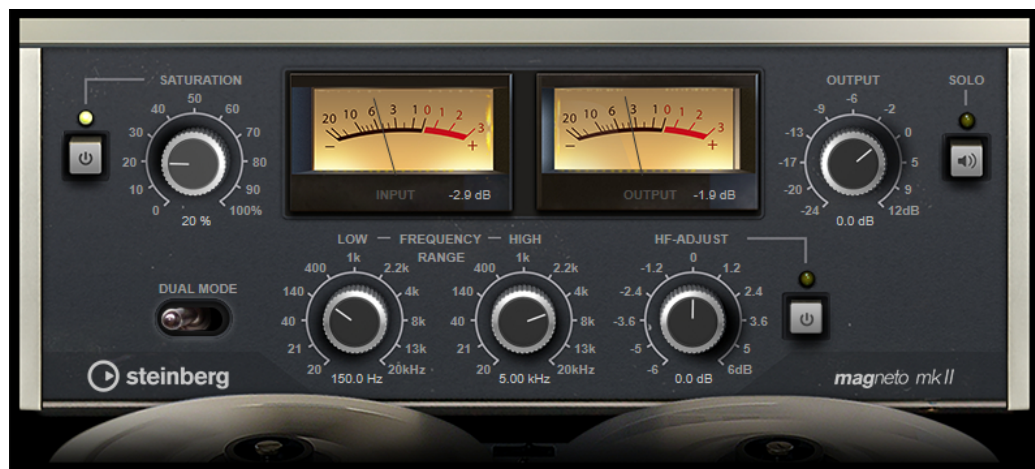 SATURATION
0
10
20
30
40
50
60
70
80
90
100%
20 %
20 10 6 3 1 0 1 2 3
- +
INPUT -2.9 dB
20 10 6 3 1 0 1 2 3
- +
OUTPUT -1.9 dB
OUTPUT
-24
-20
-17
-13
-9
-6
-2
0
5
9
12dB
0.0 dB
SOLO
DUAL MODE
LOW FREQUENCY HIGH
RANGE
20
21
40
140
400
1k
2.2k
4k
8k
13k
20kHz
150.0 Hz
20
21
40
140
400
1k
2.2k
4k
8k
13k
20kHz
5.00 kHz
HF-ADJUST
-6
-5
-3.6
-2.4
-1.2
0
1.2
2.4
3.6
5
6dB
0.0 dB
steinberg
magneto mk II